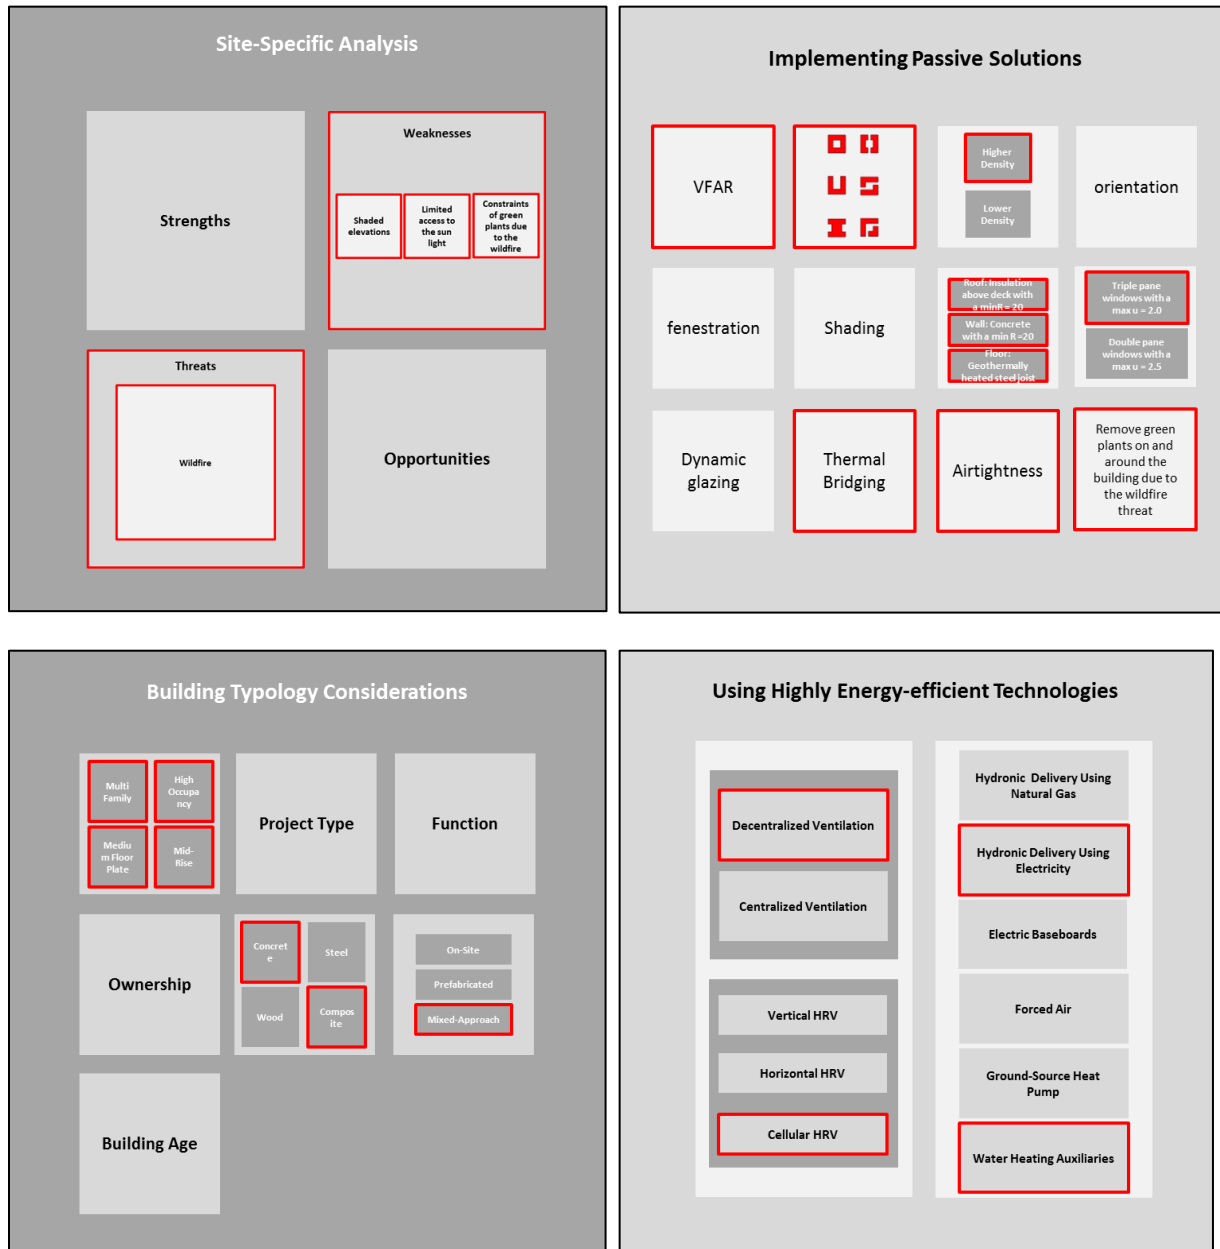 Site-Specific Analysis
Strengths
Weaknesses
Shaded
elevations
Limited
access to
the sun
light
Constraints
of green
plants due
to the
wildfire
Threats
Wildfire
Opportunities
Implementing Passive Solutions
VFAR
Higher
Density
Lower
Density
orientation
fenestration
Shading
Roof: Insulation
above deck with
a minR = 20
Wall: Concrete
with a min R =20
Floor:
Geothermally
heated steel joist
Triple pane
windows with a
max u = 2.0
Double pane
windows with a
max u = 2.5
Dynamic
glazing
Thermal
Bridging
Airtightness
Remove green
plants on and
around the
building due to
the wildfire
threat
Building Typology Considerations
Multi
Family
High
Occupa
ncy
Mediu
m Floor
Plate
Mid-
Rise
Project Type
Function
Ownership
Concret
e
Steel
Wood
Compos
ite
On-Site
Prefabricated
Mixed-Approach
Building Age
Using Highly Energy-efficient Technologies
Decentralized Ventilation
Centralized Ventilation
Vertical HRV
Horizontal HRV
Cellular HRV
Hydronic Delivery Using
Natural Gas
Hydronic Delivery Using
Electricity
Electric Baseboards
Forced Air
Ground-Source Heat
Pump
Water Heating Auxiliaries